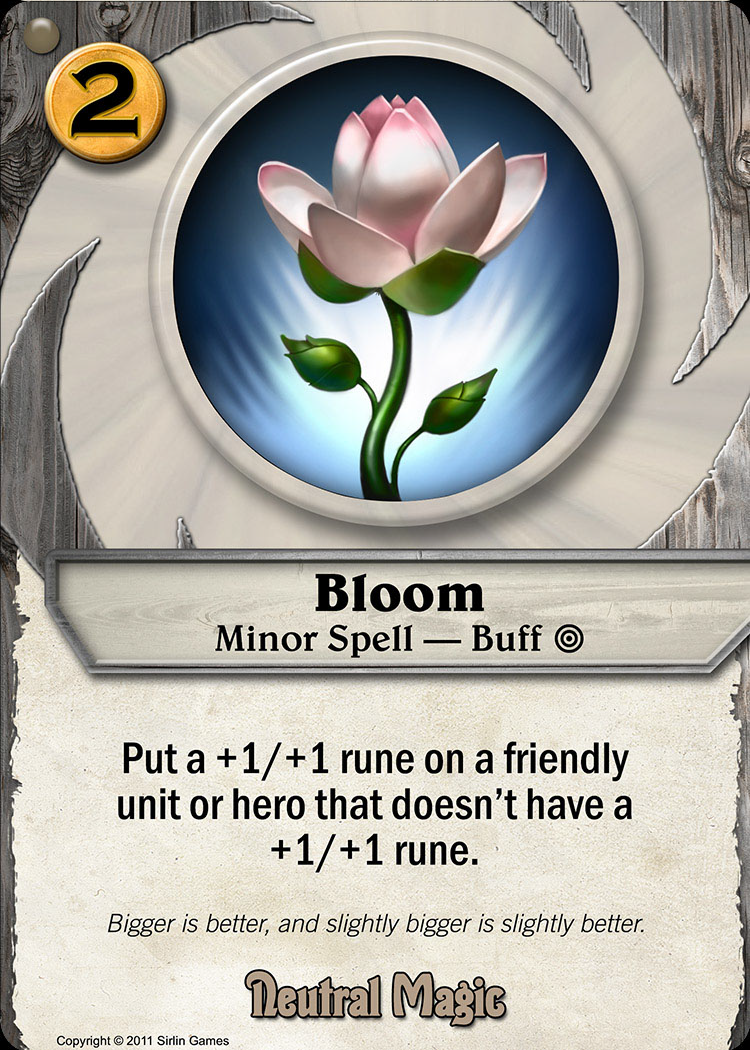 2
Bloom
Minor Spell — Buff
Put a +1/+1 rune on a friendly
unit or hero that doesn't have a
+1/+1 rune.
Bigger is better, and slightly bigger is slightly better.
Neutral Magic
Copyright © 2011 Sirlin Games